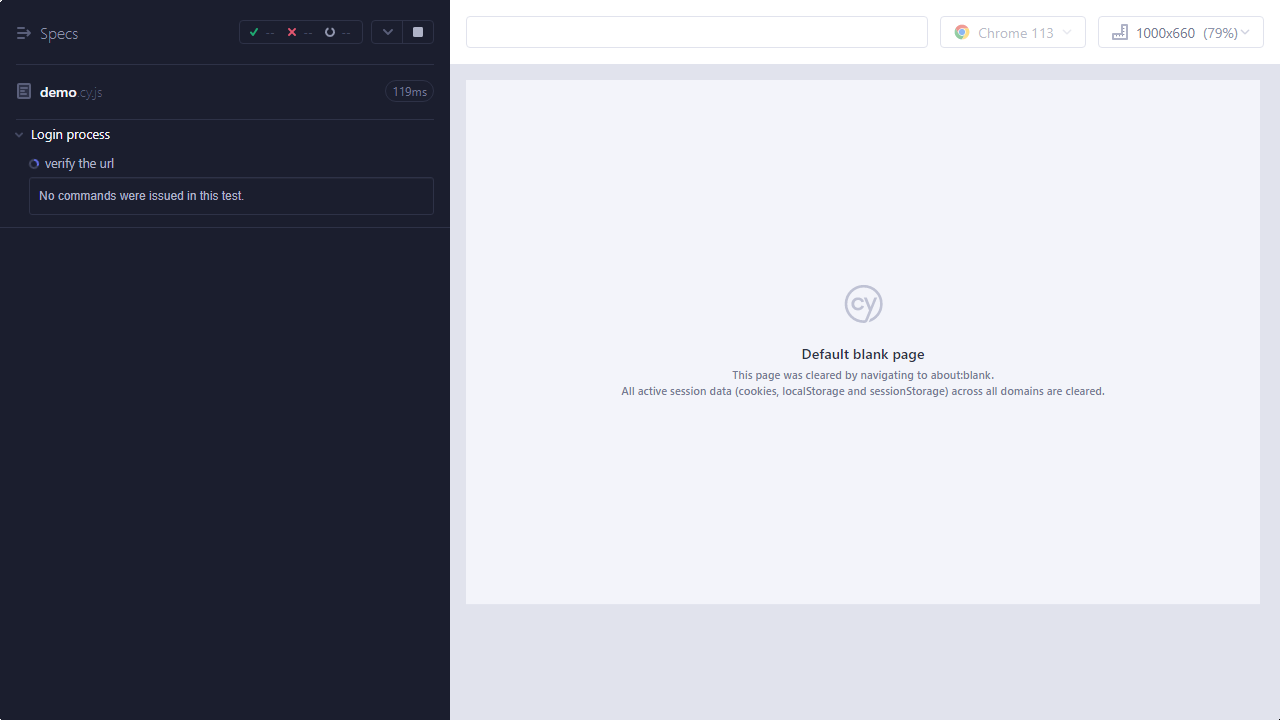 Specs
--
--
--
demo.cy.js
119ms
Login process
verify the url
No commands were issued in this test.
Chrome 113
1000x660 (79%)
cy
Default blank page
This page was cleared by navigating to about:blank.
All active session data (cookies, localStorage and sessionStorage) across all domains are cleared.